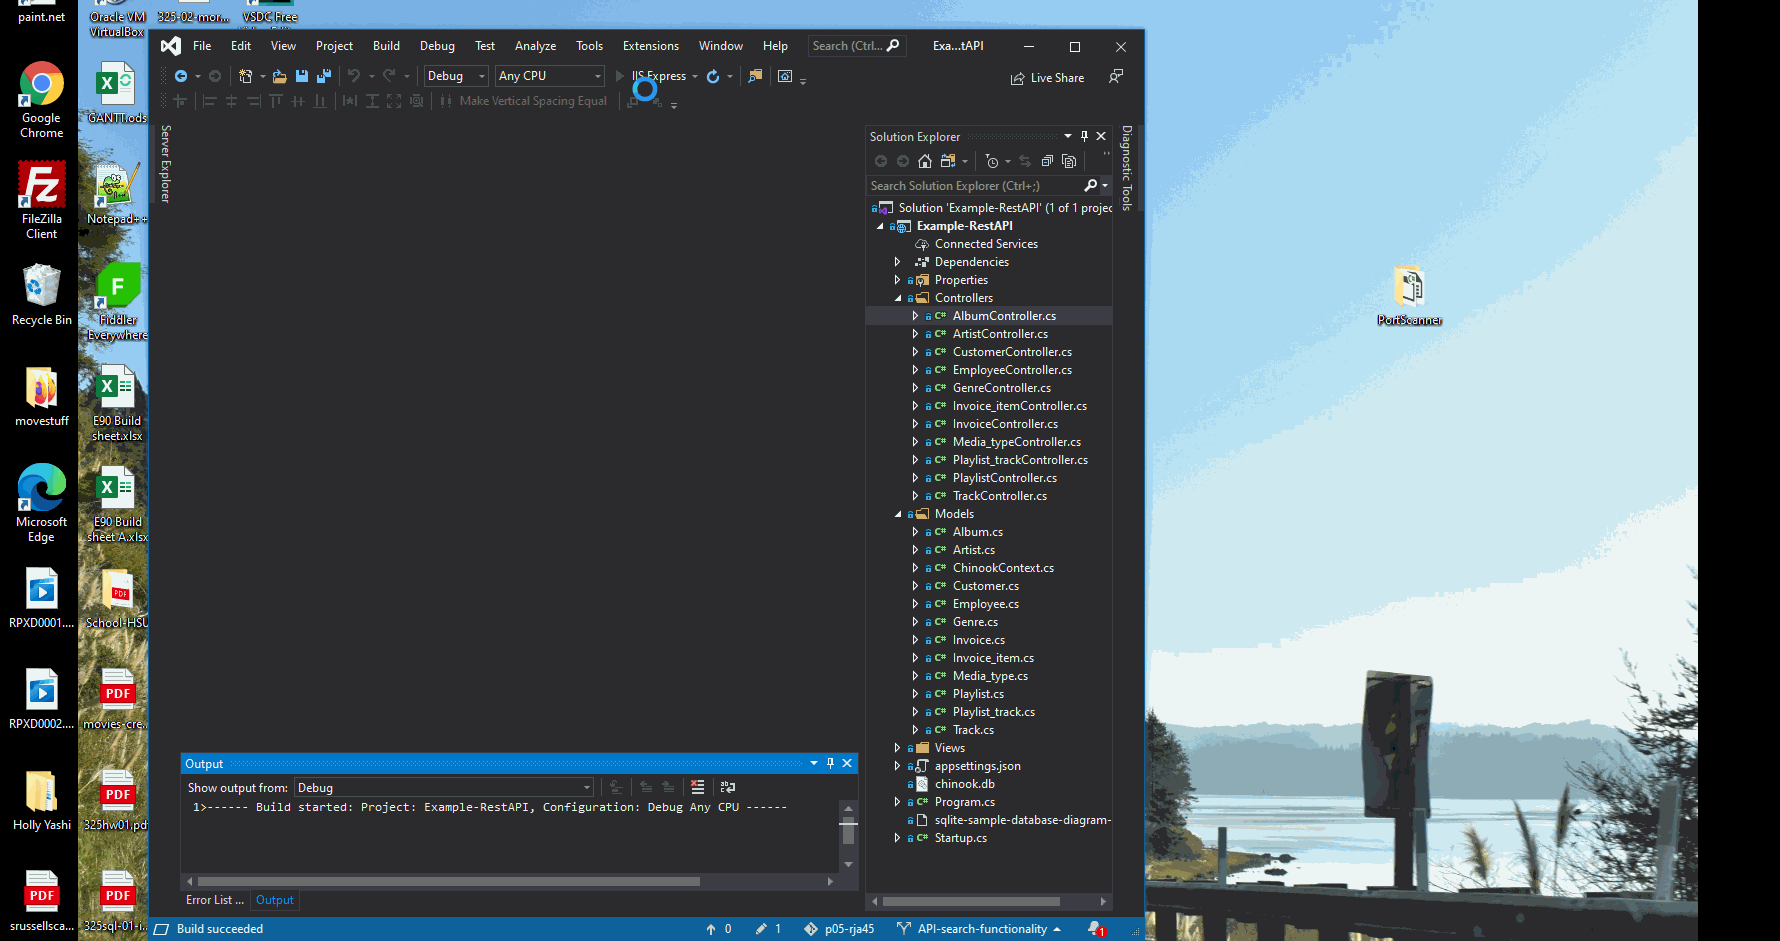 paint.net
Oracle VM
VirtualBox
325-02-mor...
VSDC Free
Google
Chrome
GANTT.ods
FileZilla
Client
Notepad++
Recycle Bin
Fiddler
Everywhere
movestuff
E90 Build
sheet.xlsx
Microsoft
Edge
E90 Build
sheet A.xlsx
RPXD0001....
School-HSU
RPXD0002....
movies-cre...
Holly Yashi
325hw01.pdf
srussellsca...
325sql-01-i...
PortScanner
File Edit View Project Build Debug Test Analyze Tools Extensions Window Help Search (Ctrl... Exa...tAPI
Debug Any CPU IIS Express Live Share
Make Vertical Spacing Equal
Server Explorer
Diagnostic Tools
Solution Explorer
Search Solution Explorer (Ctrl+;)
Solution 'Example-RestAPI' (1 of 1 projec
Example-RestAPI
Connected Services
Dependencies
Properties
Controllers
C# AlbumController.cs
C# ArtistController.cs
C# CustomerController.cs
C# EmployeeController.cs
C# GenreController.cs
C# Invoice_itemController.cs
C# InvoiceController.cs
C# Media_typeController.cs
C# Playlist_trackController.cs
C# PlaylistController.cs
C# TrackController.cs
Models
C# Album.cs
C# Artist.cs
C# ChinookContext.cs
C# Customer.cs
C# Employee.cs
C# Genre.cs
C# Invoice.cs
C# Invoice_item.cs
C# Media_type.cs
C# Playlist.cs
C# Playlist_track.cs
C# Track.cs
Views
appsettings.json
chinook.db
C# Program.cs
sqlite-sample-database-diagram-
C# Startup.cs
Output
Show output from: Debug
1>------ Build started: Project: Example-RestAPI, Configuration: Debug Any CPU ------
Error List ... Output
Build succeeded 0 1 p05-rja45 API-search-functionality 1